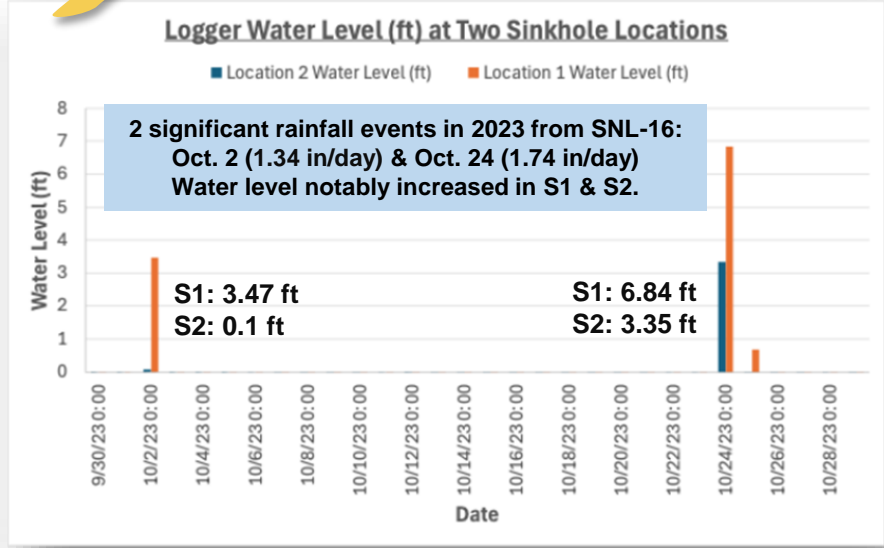 Logger Water Level (ft) at Two Sinkhole Locations
Location 2 Water Level (ft) Location 1 Water Level (ft)
2 significant rainfall events in 2023 from SNL-16:
Oct. 2 (1.34 in/day) & Oct. 24 (1.74 in/day)
Water level notably increased in S1 & S2.
Water Level (ft)
8
7
6
5
4
3
2
1
0
S1: 3.47 ft
S2: 0.1 ft
S1: 6.84 ft
S2: 3.35 ft
9/30/23 0:00
10/2/23 0:00
10/4/23 0:00
10/6/23 0:00
10/8/23 0:00
10/10/23 0:00
10/12/23 0:00
10/14/23 0:00
10/16/23 0:00
10/18/23 0:00
10/20/23 0:00
10/22/23 0:00
10/24/23 0:00
10/26/23 0:00
10/28/23 0:00
Date